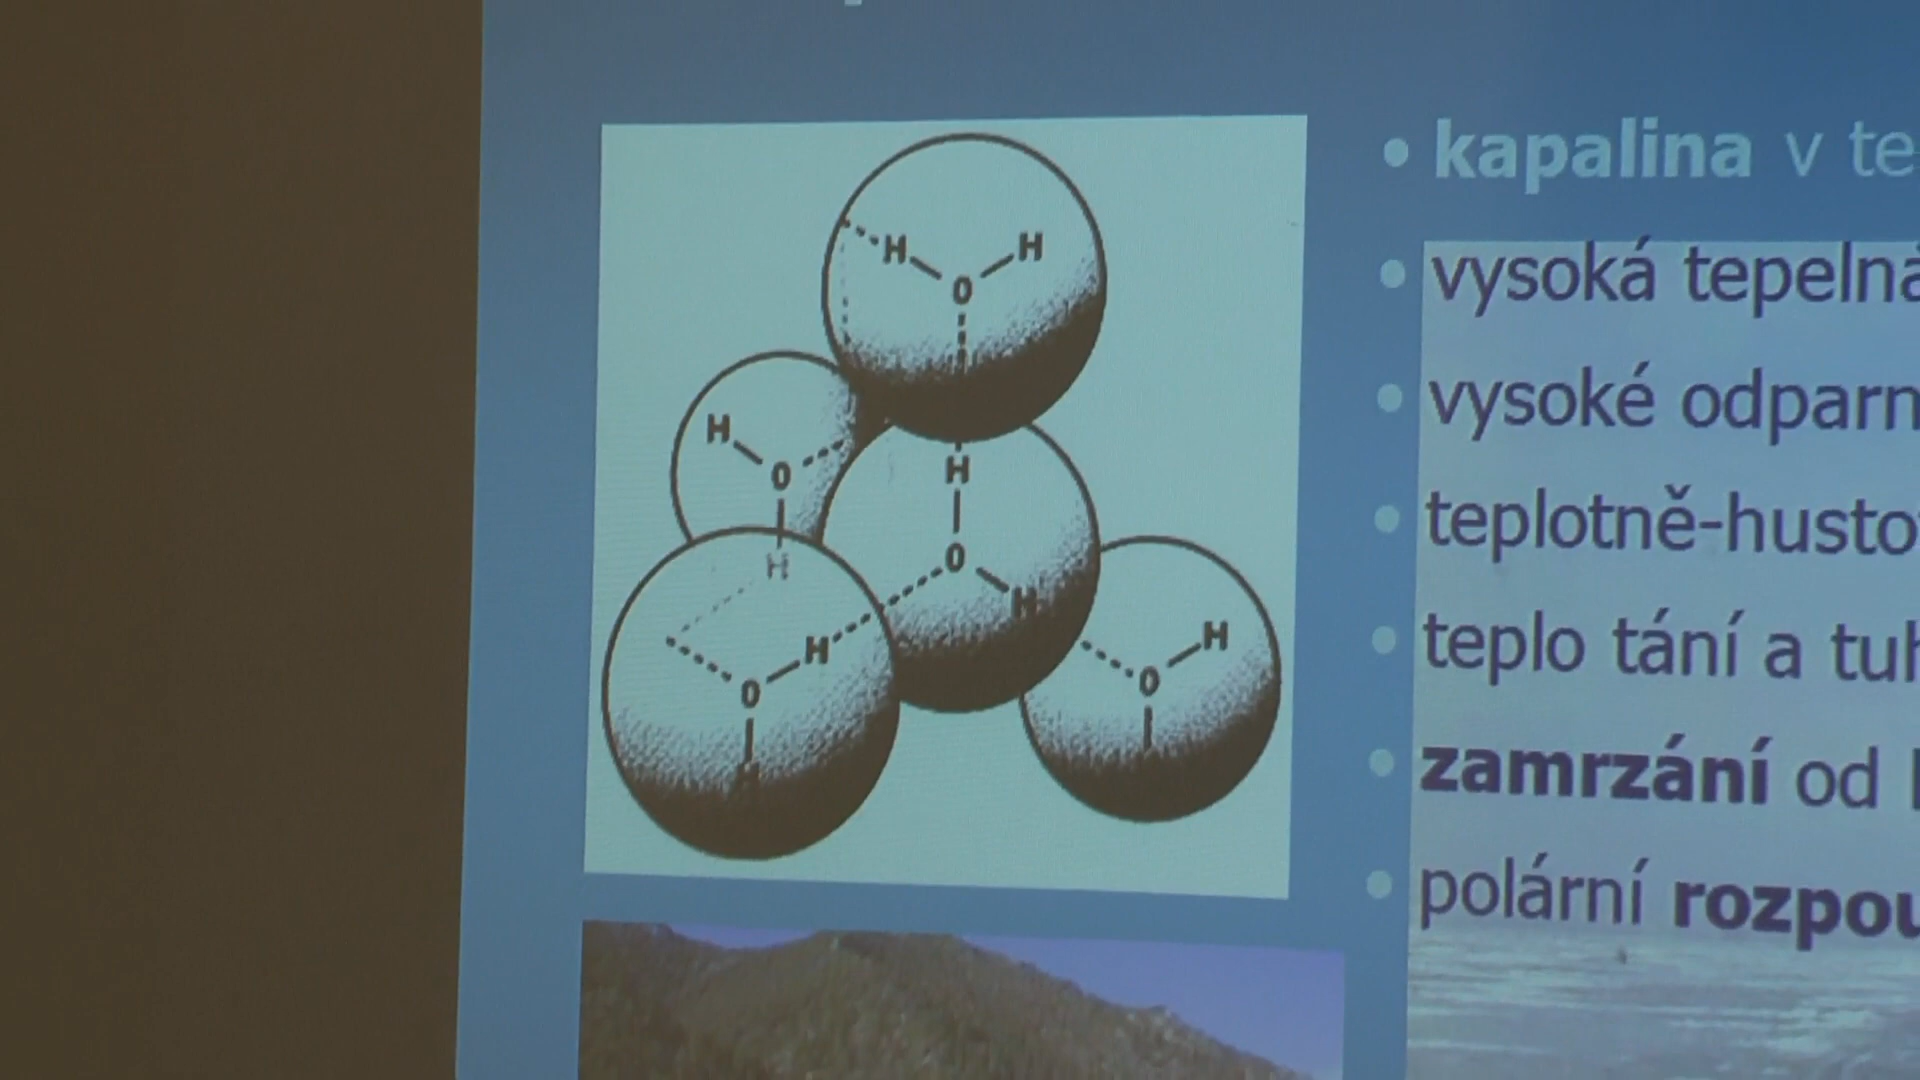 H H
O
H
O
H
H
O
H
H
O
H
O
H
H
O
• kapalina v te
• vysoká tepelná
• vysoké odparn
• teplotně-husto
• teplo tání a tuh
• zamrzání od
• polární rozpou